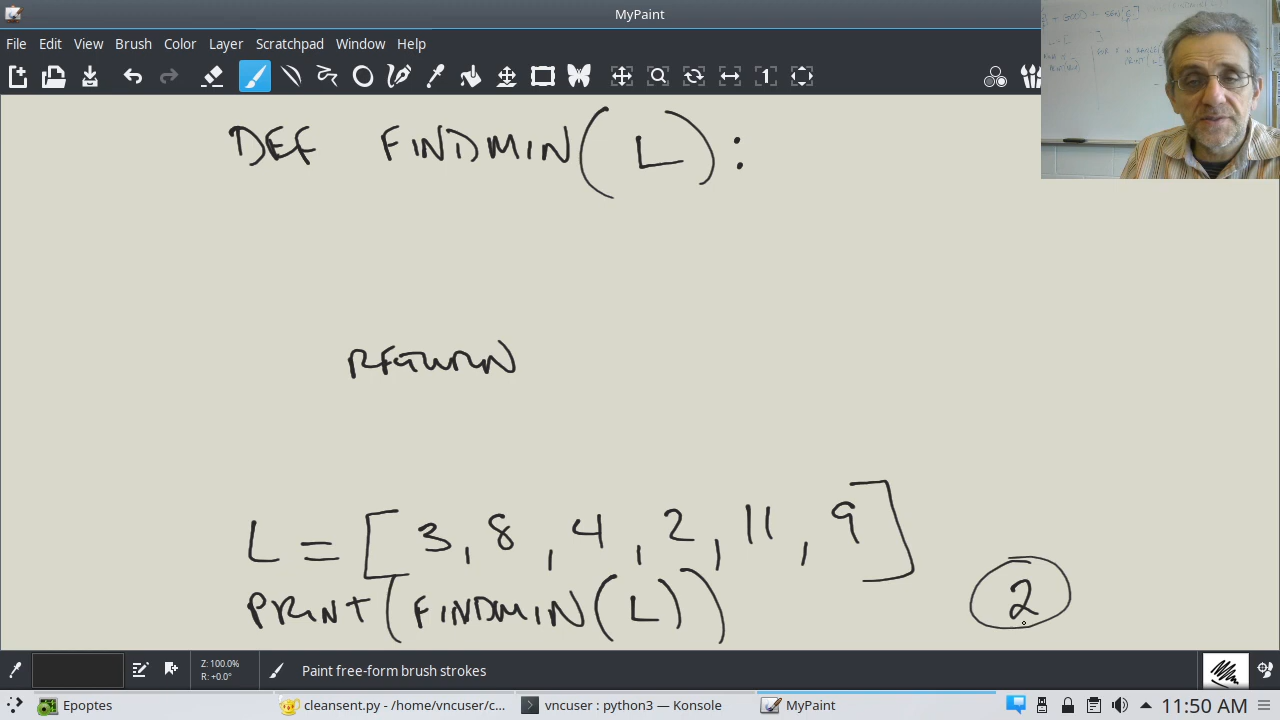 MyPaint
File Edit View Brush Color Layer Scratchpad Window Help
DEF FINDMIN(L):
RETURN
L = [3, 8, 4, 2, 11, 9]
PRINT(FINDMIN(L))
2
Z: 100.0%
R: +0.0°
Paint free-form brush strokes
Epoptes
cleansent.py - /home/vncuser/c...
vncuser : python3 — Konsole
MyPaint
11:50 AM